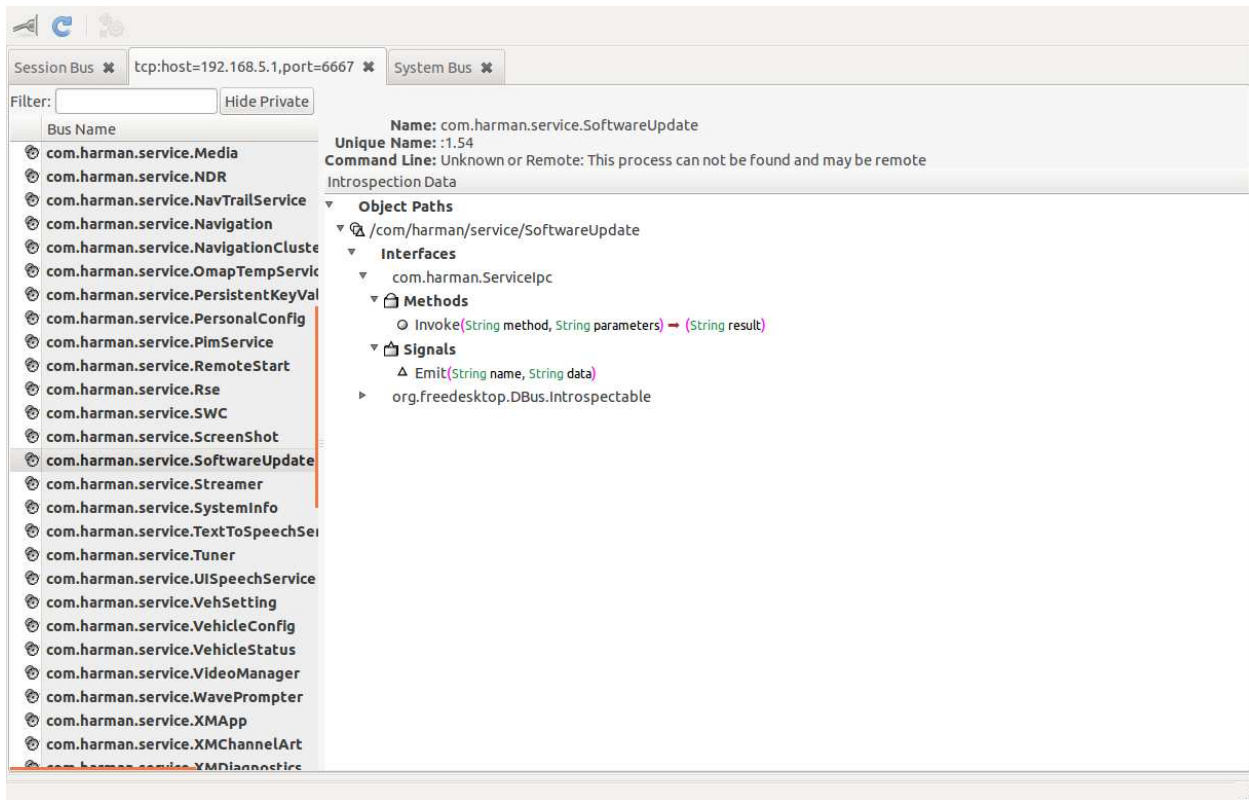 Session Bus ✖ tcp:host=192.168.5.1,port=6667 ✖ System Bus ✖
Filter: Hide Private
Bus Name
com.harman.service.Media
com.harman.service.NDR
com.harman.service.NavTrailService
com.harman.service.Navigation
com.harman.service.NavigationCluste
com.harman.service.OmapTempServic
com.harman.service.PersistentKeyVal
com.harman.service.PersonalConfig
com.harman.service.PimService
com.harman.service.RemoteStart
com.harman.service.Rse
com.harman.service.SWC
com.harman.service.ScreenShot
com.harman.service.SoftwareUpdate
com.harman.service.Streamer
com.harman.service.SystemInfo
com.harman.service.TextToSpeechSer
com.harman.service.Tuner
com.harman.service.UISpeechService
com.harman.service.VehSetting
com.harman.service.VehicleConfig
com.harman.service.VehicleStatus
com.harman.service.VideoManager
com.harman.service.WavePrompter
com.harman.service.XMApp
com.harman.service.XMChannelArt
com.harman.service.XMDiagnostics
Name: com.harman.service.SoftwareUpdate
Unique Name: :1.54
Command Line: Unknown or Remote: This process can not be found and may be remote
Introspection Data
Object Paths
/com/harman/service/SoftwareUpdate
Interfaces
com.harman.ServiceIpc
Methods
Invoke(String method, String parameters) → (String result)
Signals
Emit(String name, String data)
org.freedesktop.DBus.Introspectable